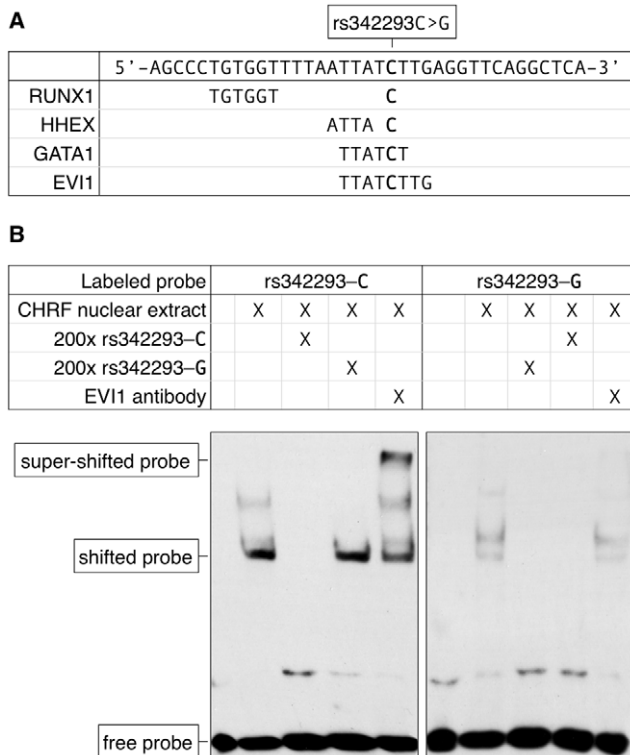 A
rs342293C>G
5'-AGCCCTGTGGTTTTAATTATCTTGAGGTTCAGGCTCA-3'
RUNX1 TGTGGT C
HHEX ATTA C
GATA1 TTATCT
EVI1 TTATCTTG
B
Labeled probe rs342293-C rs342293-G
CHRF nuclear extract X X X X X X X X
200x rs342293-C X X
200x rs342293-G X X
EVI1 antibody X X
super-shifted probe
shifted probe
free probe